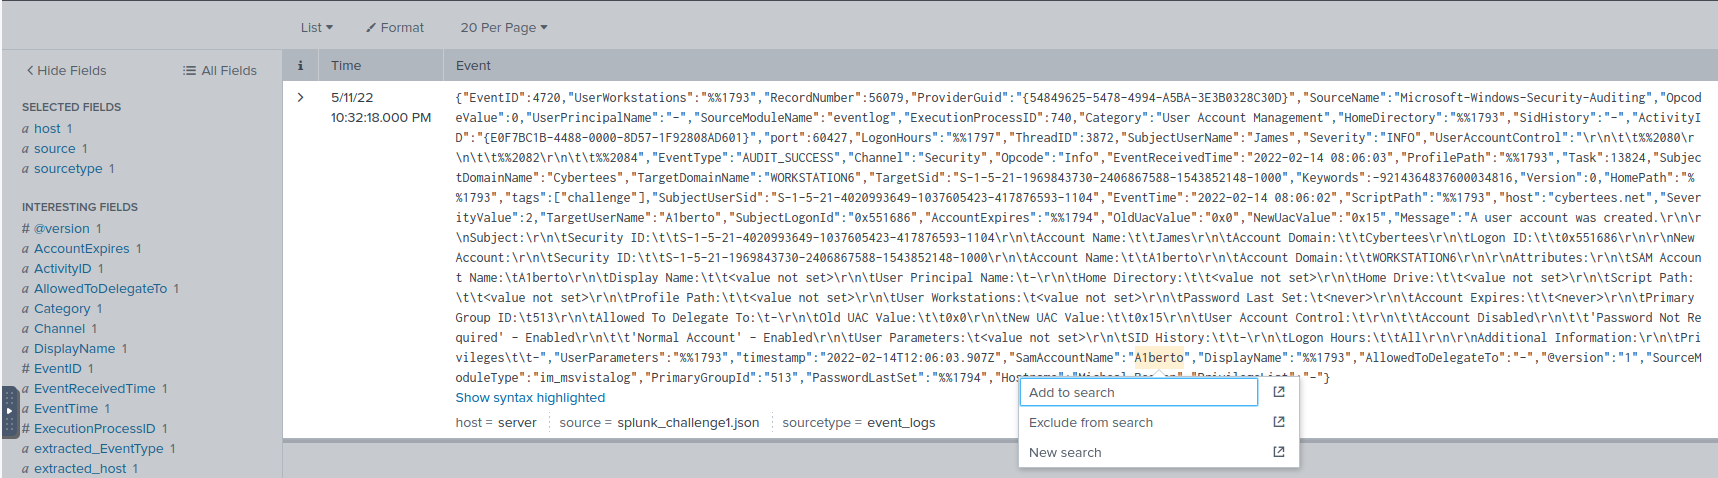 List Format 20 Per Page
Hide Fields All Fields
i Time Event
SELECTED FIELDS
a host 1
a source 1
a sourcetype 1
INTERESTING FIELDS
# @version 1
a AccountExpires 1
a ActivityID 1
a AllowedToDelegateTo 1
a Category 1
a Channel 1
a DisplayName 1
# EventID 1
a EventReceivedTime 1
a EventTime 1
# ExecutionProcessID 1
a extracted_EventType 1
a extracted_host 1
5/11/22
10:32:18.000 PM
{"EventID":4720,"UserWorkstations":"%%1793","RecordNumber":56079,"ProviderGuid":"{54849625-5478-4994-A5BA-3E3B0328C30D}","SourceName":"Microsoft-Windows-Security-Auditing","Opcod
eValue":0,"UserPrincipalName":"-","SourceModuleName":"eventlog","ExecutionProcessID":740,"Category":"User Account Management","HomeDirectory":"%%1793","SidHistory":"-","ActivityI
D":"{E0F7BC1B-4488-0000-8D57-1F92808AD601}","port":60427,"LogonHours":"%%1797","ThreadID":3872,"SubjectUserName":"James","Severity":"INFO","UserAccountControl":"\r\n\t\t%%2080\r
\n\t\t%%2082\r\n\t\t%%2084","EventType":"AUDIT_SUCCESS","Channel":"Security","Opcode":"Info","EventReceivedTime":"2022-02-14 08:06:03","ProfilePath":"%%1793","Task":13824,"Subjec
tDomainName":"Cybertees","TargetDomainName":"WORKSTATION6","TargetSid":"S-1-5-21-1969843730-2406867588-1543852148-1000","Keywords":-9214364837600034816,"Version":0,"HomePath":"%
%1793","tags":["challenge"],"SubjectUserSid":"S-1-5-21-4020993649-1037605423-417876593-1104","EventTime":"2022-02-14 08:06:02","ScriptPath":"%%1793","host":"cybertees.net","Sever
ityValue":2,"TargetUserName":"A1berto","SubjectLogonId":"0x551686","AccountExpires":"%%1794","OldUacValue":"0x0","NewUacValue":"0x15","Message":"A user account was created.\r\n\r
\nSubject:\r\n\tSecurity ID:\t\tS-1-5-21-4020993649-1037605423-417876593-1104\r\n\tAccount Name:\t\tJames\r\n\tAccount Domain:\t\tCybertees\r\n\tLogon ID:\t\t0x551686\r\n\r\nNew
Account:\r\n\tSecurity ID:\t\tS-1-5-21-1969843730-2406867588-1543852148-1000\r\n\tAccount Name:\t\tA1berto\r\n\tAccount Domain:\t\tWORKSTATION6\r\n\r\nAttributes:\r\n\tSAM Accoun
t Name:\tA1berto\r\n\tDisplay Name:\t\t<value not set>\r\n\tUser Principal Name:\t-\r\n\tHome Directory:\t\t<value not set>\r\n\tHome Drive:\t\t<value not set>\r\n\tScript Path:
\t\t<value not set>\r\n\tProfile Path:\t\t<value not set>\r\n\tUser Workstations:\t<value not set>\r\n\tPassword Last Set:\t<never>\r\n\tAccount Expires:\t\t<never>\r\n\tPrimary
Group ID:\t513\r\n\tAllowed To Delegate To:\t-\r\n\tOld UAC Value:\t\t0x0\r\n\tNew UAC Value:\t\t0x15\r\n\tUser Account Control:\t\r\n\t\tAccount Disabled\r\n\t\t'Password Not Re
quired' - Enabled\r\n\t\t'Normal Account' - Enabled\r\n\tUser Parameters:\t<value not set>\r\n\tSID History:\t\t-\r\n\tLogon Hours:\t\tAll\r\n\r\nAdditional Information:\r\n\tPri
vileges\t\t-","UserParameters":"%%1793","timestamp":"2022-02-14T12:06:03.907Z","SamAccountName":"A1berto","DisplayName":"%%1793","AllowedToDelegateTo":"-","@version":"1","SourceM
oduleType":"im_msvistalog","PrimaryGroupId":"513","PasswordLastSet":"%%1794","Hostname":"-"}
Show syntax highlighted
host = server source = splunk_challenge1.json sourcetype = event_logs
Add to search
Exclude from search
New search